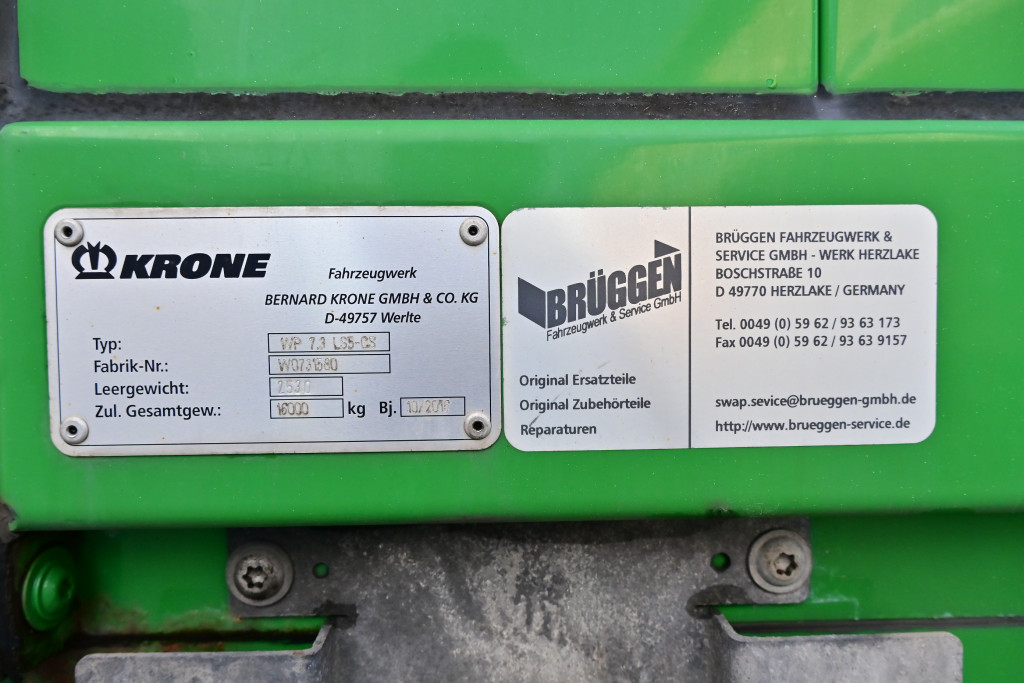 KRONE
Fahrzeugwerk
BERNARD KRONE GMBH & CO. KG
D-49757 Werlte
Typ: WP 7.3 LS5-CS
Fabrik-Nr.: W0731580
Leergewicht:
Zul. Gesamtgew.: 16000 kg Bj.
BRÜGGEN
Fahrzeugwerk & Service GmbH
Original Ersatzteile
Original Zubehörteile
Reparaturen
BRÜGGEN FAHRZEUGWERK &
SERVICE GMBH - WERK HERZLAKE
BOSCHSTRAßE 10
D 49770 HERZLAKE / GERMANY
Tel. 0049 (0) 59 62 / 93 63 173
Fax 0049 (0) 59 62 / 93 63 9157
swap.sevice@brueggen-gmbh.de
http://www.brueggen-service.de